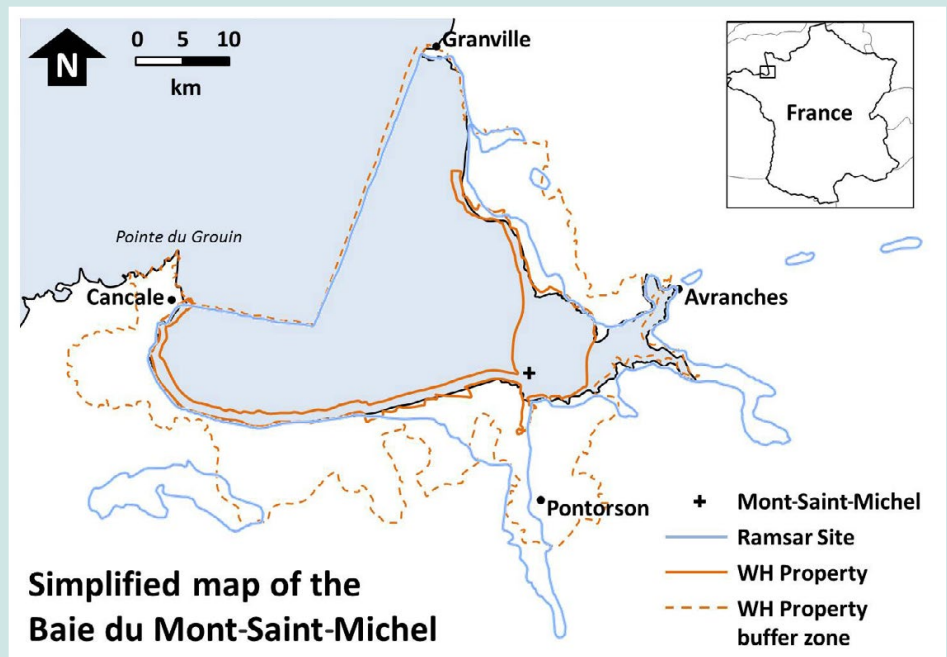 N
0 5 10
km
Granville
France
Pointe du Grouin
Cancale
Avranches
Pontorson
Mont-Saint-Michel
Ramsar Site
WH Property
WH Property
buffer zone
Simplified map of the
Baie du Mont-Saint-Michel